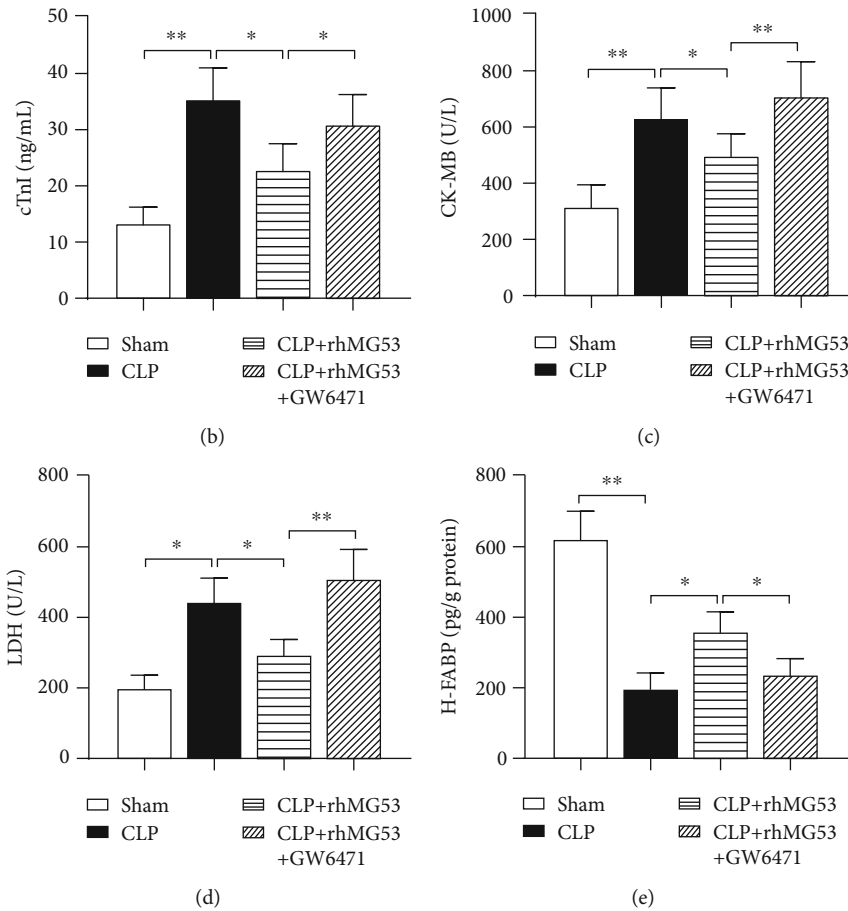 50
40
30
20
10
0
cTnI (ng/mL)
** * *
Sham
CLP
CLP+rhMG53
CLP+rhMG53
+GW6471
(b)
1000
800
600
400
200
0
CK-MB (U/L)
** * **
Sham
CLP
CLP+rhMG53
CLP+rhMG53
+GW6471
(c)
800
600
400
200
0
LDH (U/L)
* * **
Sham
CLP
CLP+rhMG53
CLP+rhMG53
+GW6471
(d)
800
600
400
200
0
H-FABP (pg/g protein)
** * *
Sham
CLP
CLP+rhMG53
CLP+rhMG53
+GW6471
(e)